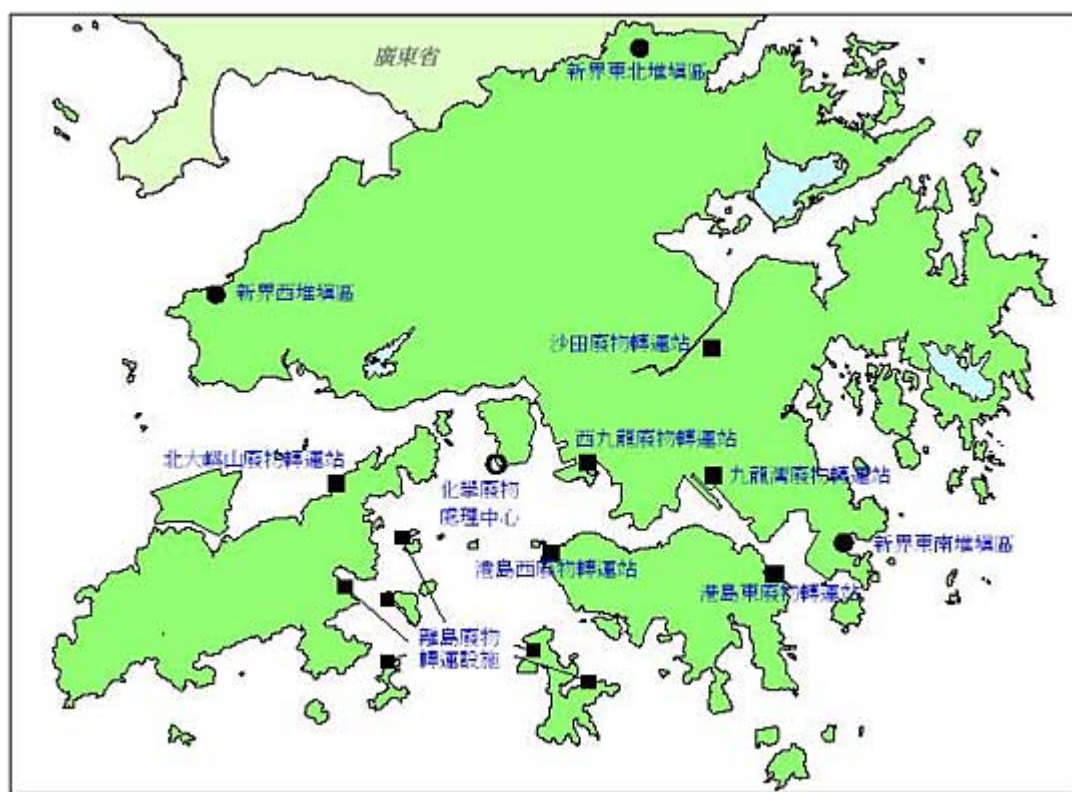 廣東省
新界東北堆填區
新界西堆填區
沙田廢物轉運站
西九龍廢物轉運站
北大嶼山廢物轉運站
九龍灣廢物轉運站
化學廢物
處理中心
新界東南堆填區
港島西廢物轉運站
港島東廢物轉運站
離島廢物
轉運設施